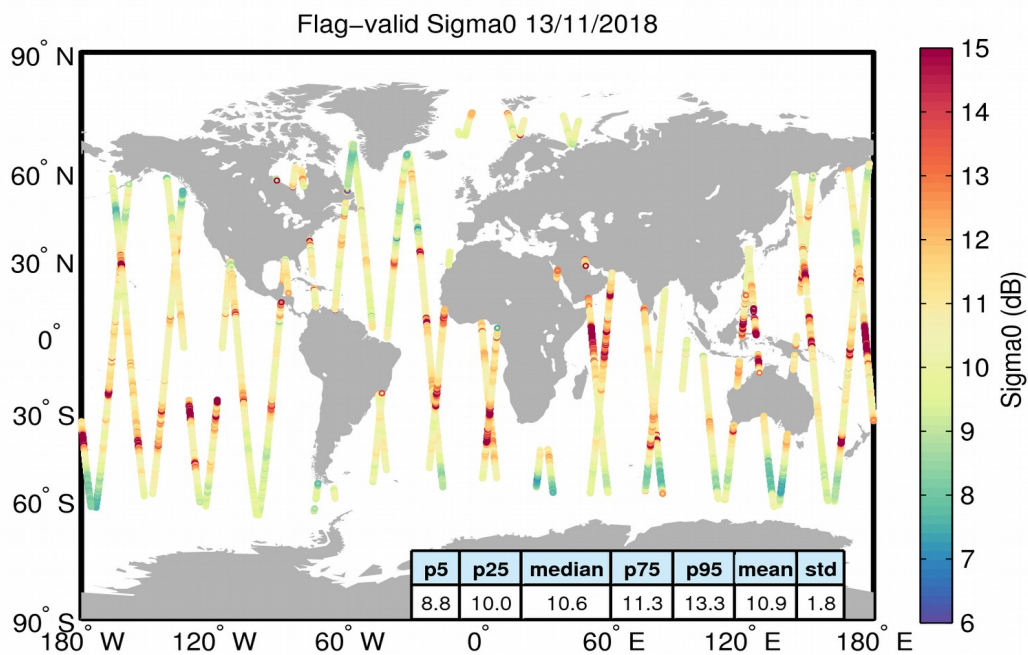 Flag-valid Sigma0 13/11/2018
90° N
60° N
30° N
0°
30° S
60° S
90° S
180° W
120° W
60° W
0°
60° E
120° E
180° E
p5 p25 median p75 p95 mean std
8.8 10.0 10.6 11.3 13.3 10.9 1.8
15
14
13
12
11
10
9
8
7
6
Sigma0 (dB)